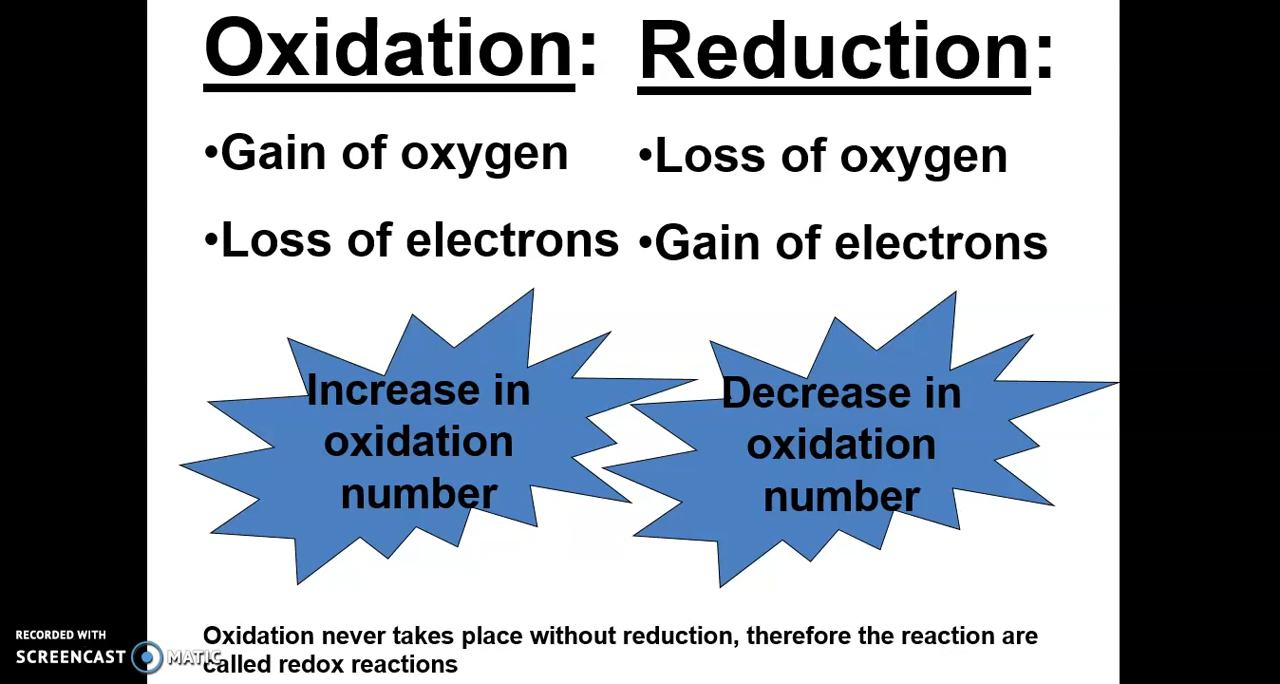 Oxidation:
•Gain of oxygen
•Loss of electrons
Increase in
oxidation
number
Reduction:
•Loss of oxygen
•Gain of electrons
Decrease in
oxidation
number
Oxidation never takes place without reduction, therefore the reaction are
called redox reactions
RECORDED WITH
SCREENCAST MATIC